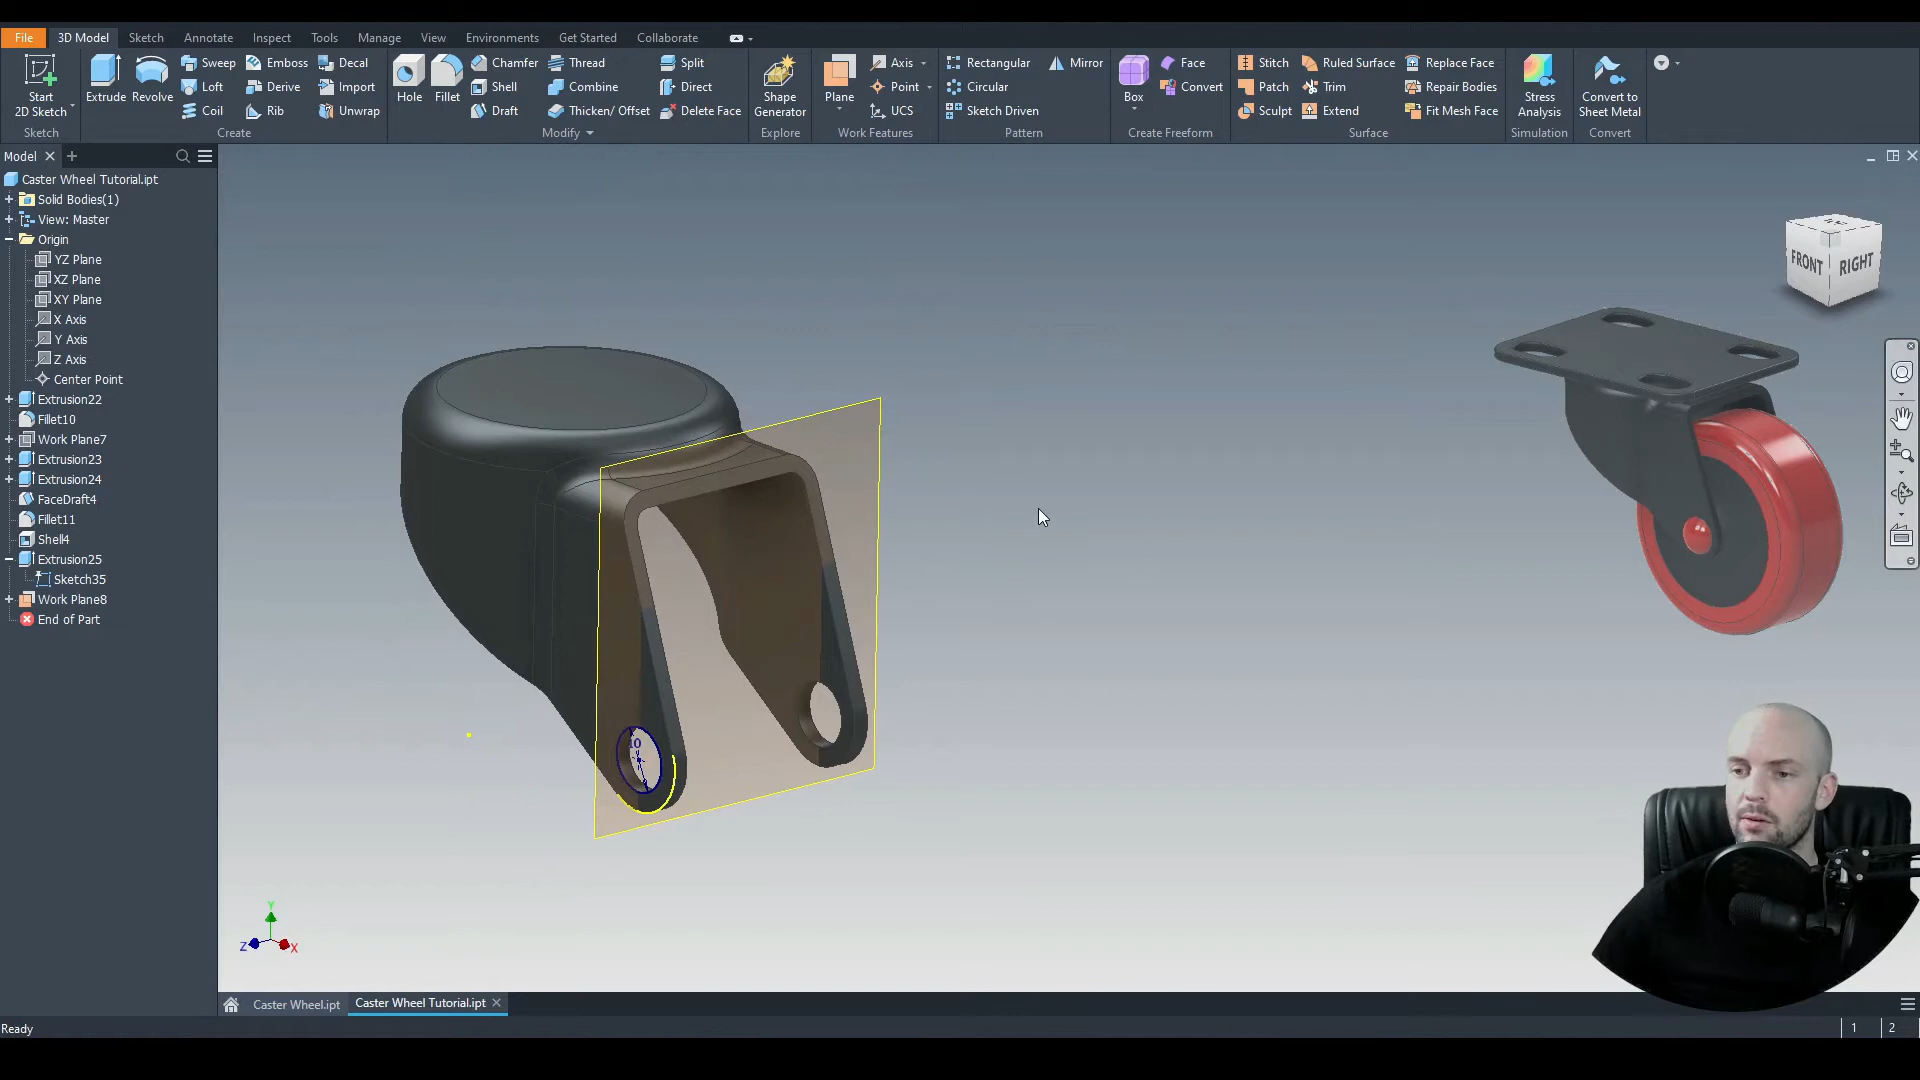 File 3D Model Sketch Annotate Inspect Tools Manage View Environments Get Started Collaborate
Start
2D Sketch
Sketch
Extrude
Revolve
Sweep
Loft
Coil
Emboss
Derive
Rib
Decal
Import
Unwrap
Create
Hole
Fillet
Chamfer
Shell
Draft
Thread
Combine
Thicken/ Offset
Split
Direct
Delete Face
Modify
Shape
Generator
Explore
Plane
Axis
Point
UCS
Work Features
Rectangular
Circular
Sketch Driven
Mirror
Pattern
Box
Face
Convert
Create Freeform
Stitch
Patch
Sculpt
Ruled Surface
Trim
Extend
Replace Face
Repair Bodies
Fit Mesh Face
Surface
Stress
Analysis
Simulation
Convert to
Sheet Metal
Convert
Model
Caster Wheel Tutorial.ipt
Solid Bodies(1)
View: Master
Origin
YZ Plane
XZ Plane
XY Plane
X Axis
Y Axis
Z Axis
Center Point
Extrusion22
Fillet10
Work Plane7
Extrusion23
Extrusion24
FaceDraft4
Fillet11
Shell4
Extrusion25
Sketch35
Work Plane8
End of Part
FRONT
RIGHT
10
Y
Z
X
Caster Wheel.ipt
Caster Wheel Tutorial.ipt
Ready
1
2